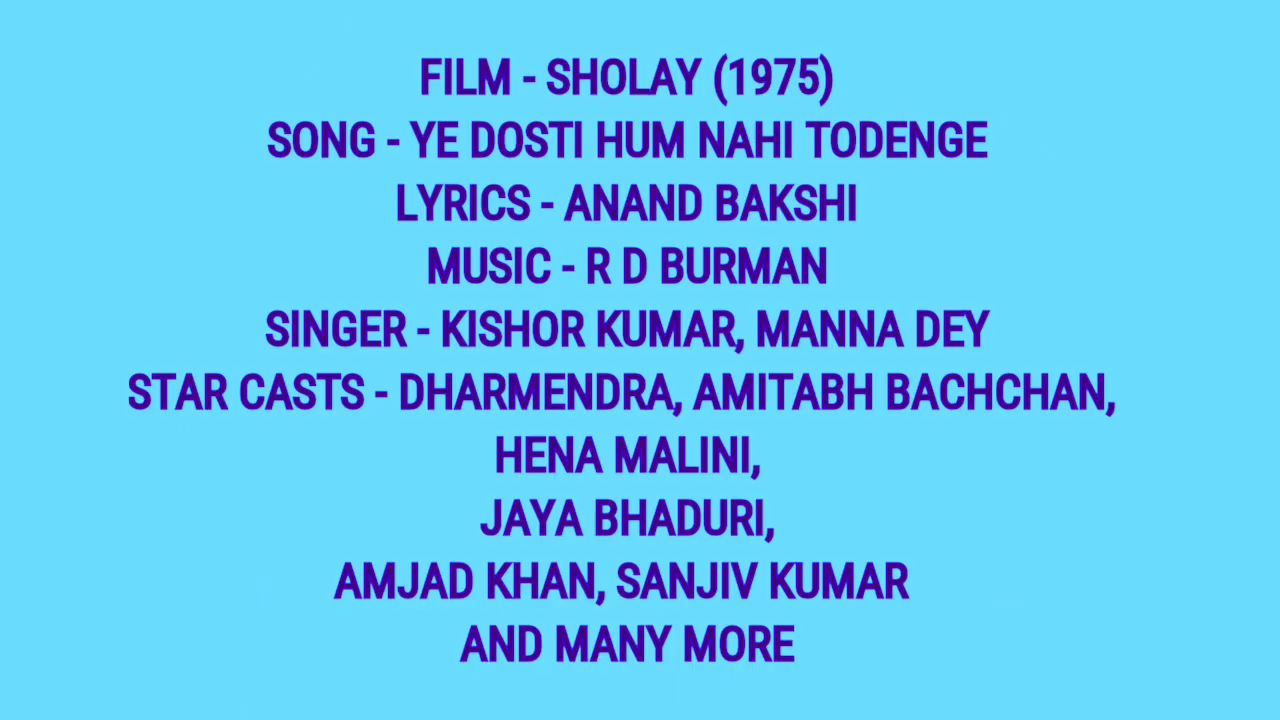 FILM - SHOLAY (1975)
SONG - YE DOSTI HUM NAHI TODENGE
LYRICS - ANAND BAKSHI
MUSIC - R D BURMAN
SINGER - KISHOR KUMAR, MANNA DEY
STAR CASTS - DHARMENDRA, AMITABH BACHCHAN,
HENA MALINI,
JAYA BHADURI,
AMJAD KHAN, SANJIV KUMAR
AND MANY MORE